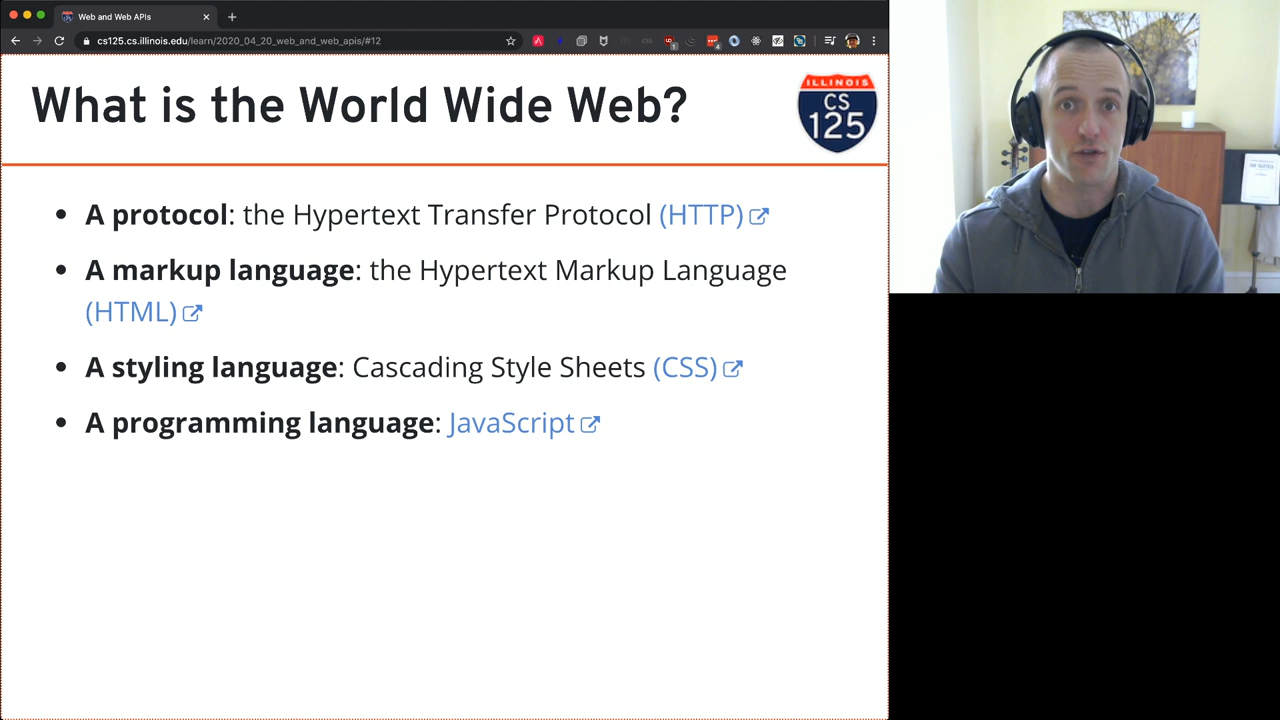 Web and Web APIs
cs125.cs.illinois.edu/learn/2020_04_20_web_and_web_apis/#12
What is the World Wide Web?
ILLINOIS
CS
125
• A protocol: the Hypertext Transfer Protocol (HTTP)
• A markup language: the Hypertext Markup Language
(HTML)
• A styling language: Cascading Style Sheets (CSS)
• A programming language: JavaScript